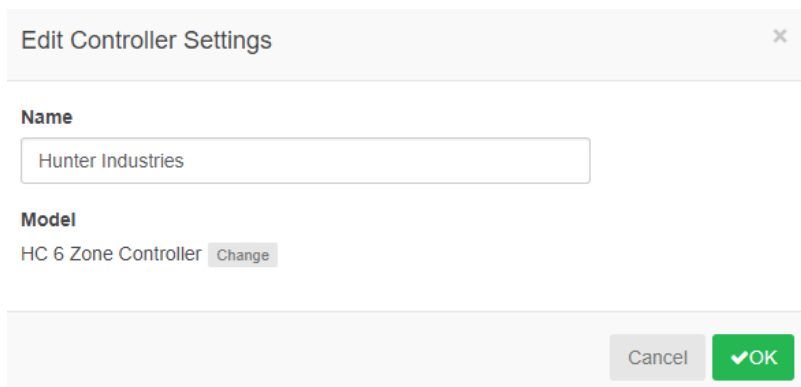 Edit Controller Settings ×
Name
Hunter Industries
Model
HC 6 Zone Controller Change
Cancel ✔OK